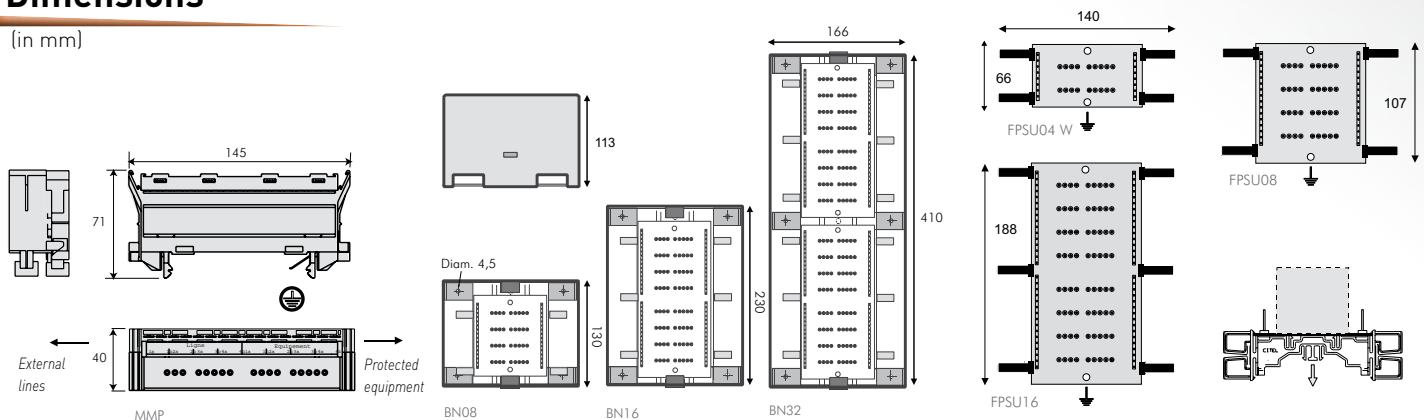 Dimensions
(in mm)
145
71
40
External
lines
Ligne
Equipement
Protected
equipment
MMP
113
Diam. 4,5
130
BN08
230
BN16
166
410
BN32
140
66
FPSU04 W
188
FPSU16
107
FPSU08
CITEL